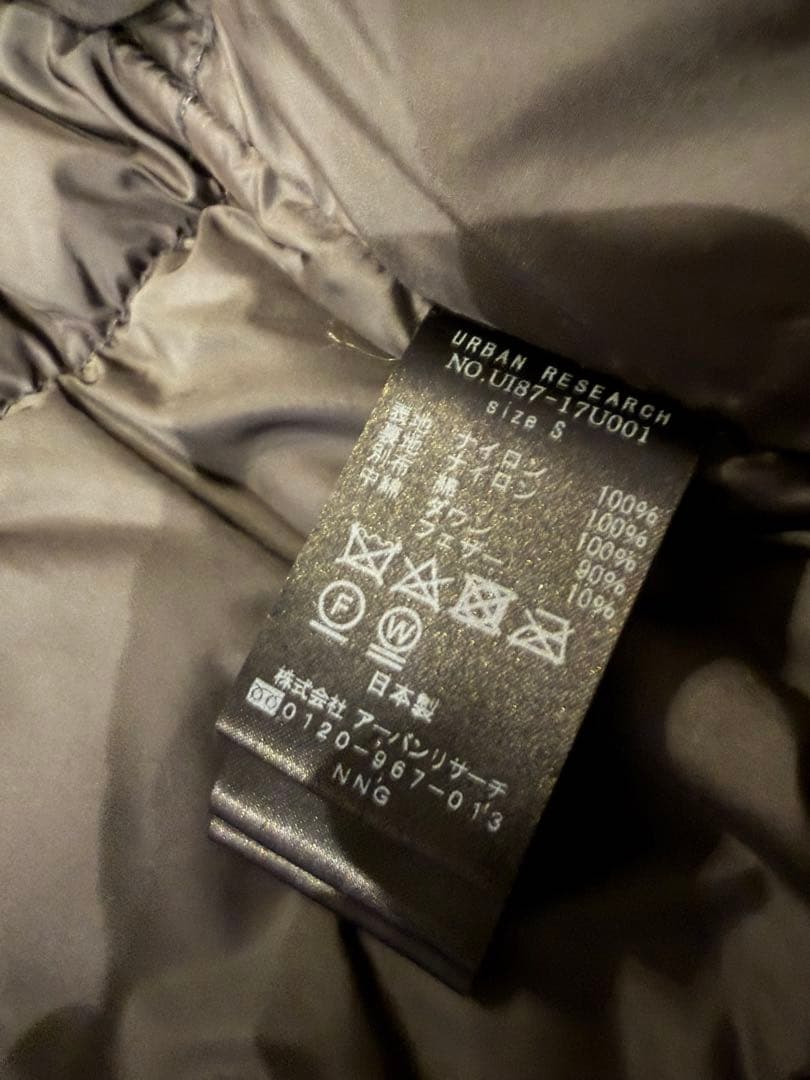 URBAN RESEARCH
NO.UI87-17U001
size S
表地 ナイロン 100%
裏地 ナイロン 100%
別布 綿 100%
中綿 ダウン 90%
フェザー 10%
F W
日本製
株式会社 アーバンリサーチ
0120-967-013
NNG